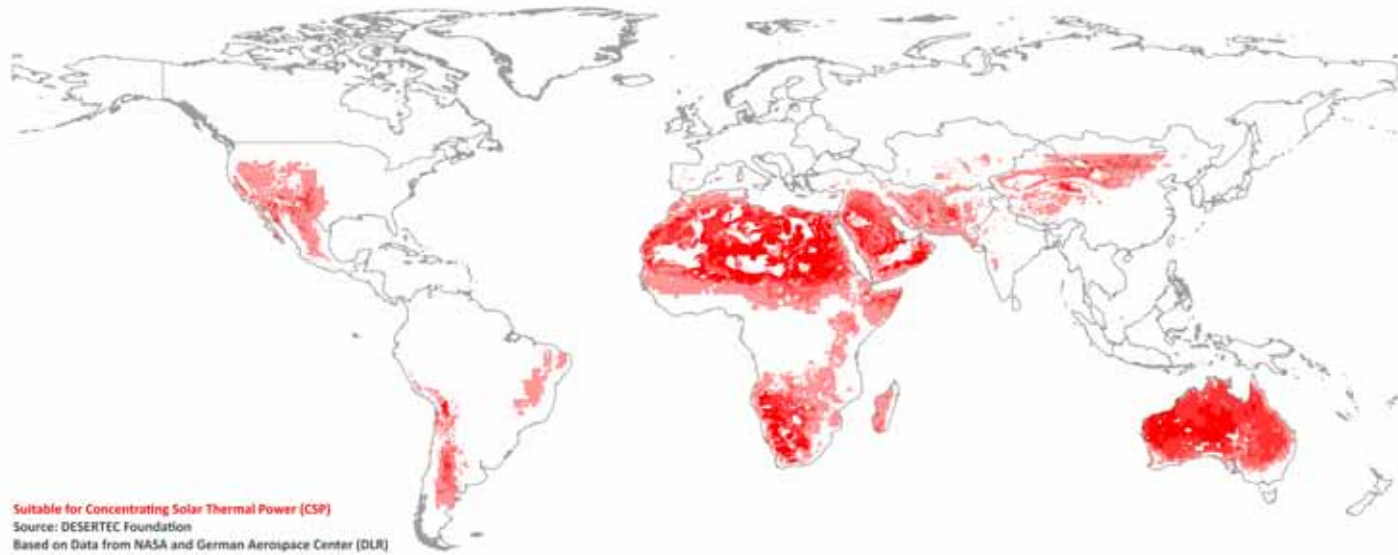 Suitable for Concentrating Solar Thermal Power (CSP)
Source: DESERTEC Foundation
Based on Data from NASA and German Aerospace Center (DLR)